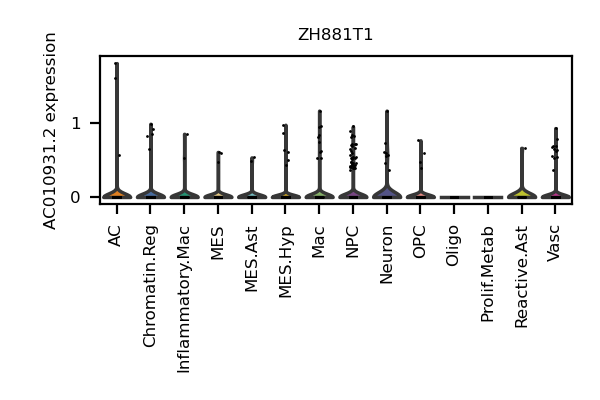 ZH881T1
AC010931.2 expression
1
0
AC
Chromatin.Reg
Inflammatory.Mac
MES
MES.Ast
MES.Hyp
Mac
NPC
Neuron
OPC
Oligo
Prolif.Metab
Reactive.Ast
Vasc